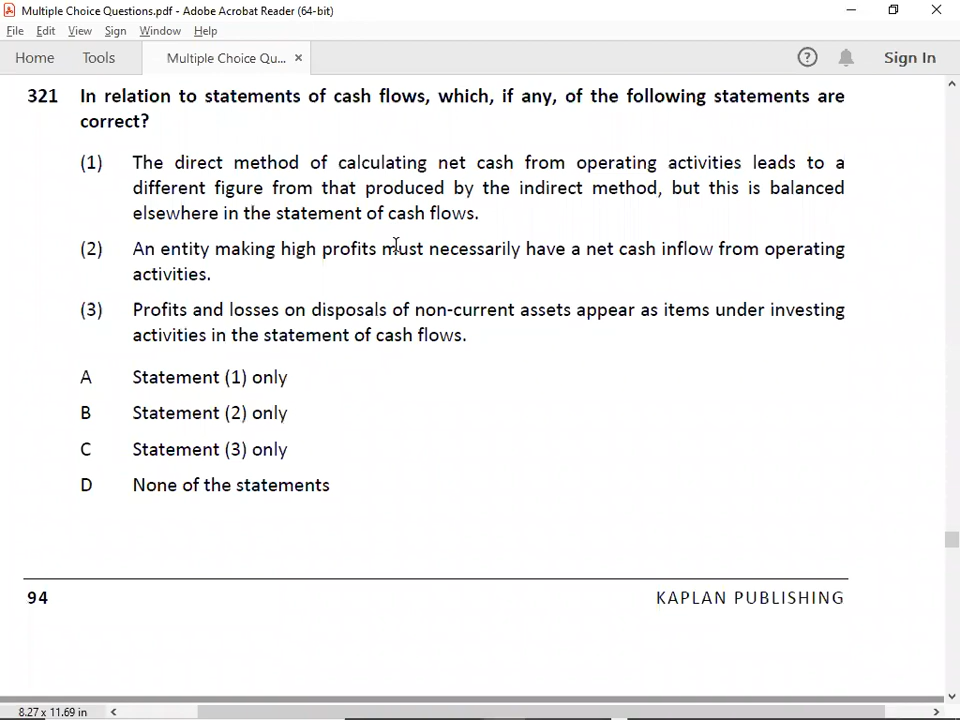 Multiple Choice Questions.pdf - Adobe Acrobat Reader (64-bit)
File Edit View Sign Window Help
Home Tools Multiple Choice Qu... × ? Sign In
321 In relation to statements of cash flows, which, if any, of the following statements are
correct?
(1) The direct method of calculating net cash from operating activities leads to a
different figure from that produced by the indirect method, but this is balanced
elsewhere in the statement of cash flows.
(2) An entity making high profits must necessarily have a net cash inflow from operating
activities.
(3) Profits and losses on disposals of non-current assets appear as items under investing
activities in the statement of cash flows.
A Statement (1) only
B Statement (2) only
C Statement (3) only
D None of the statements
94 KAPLAN PUBLISHING
8.27 x 11.69 in